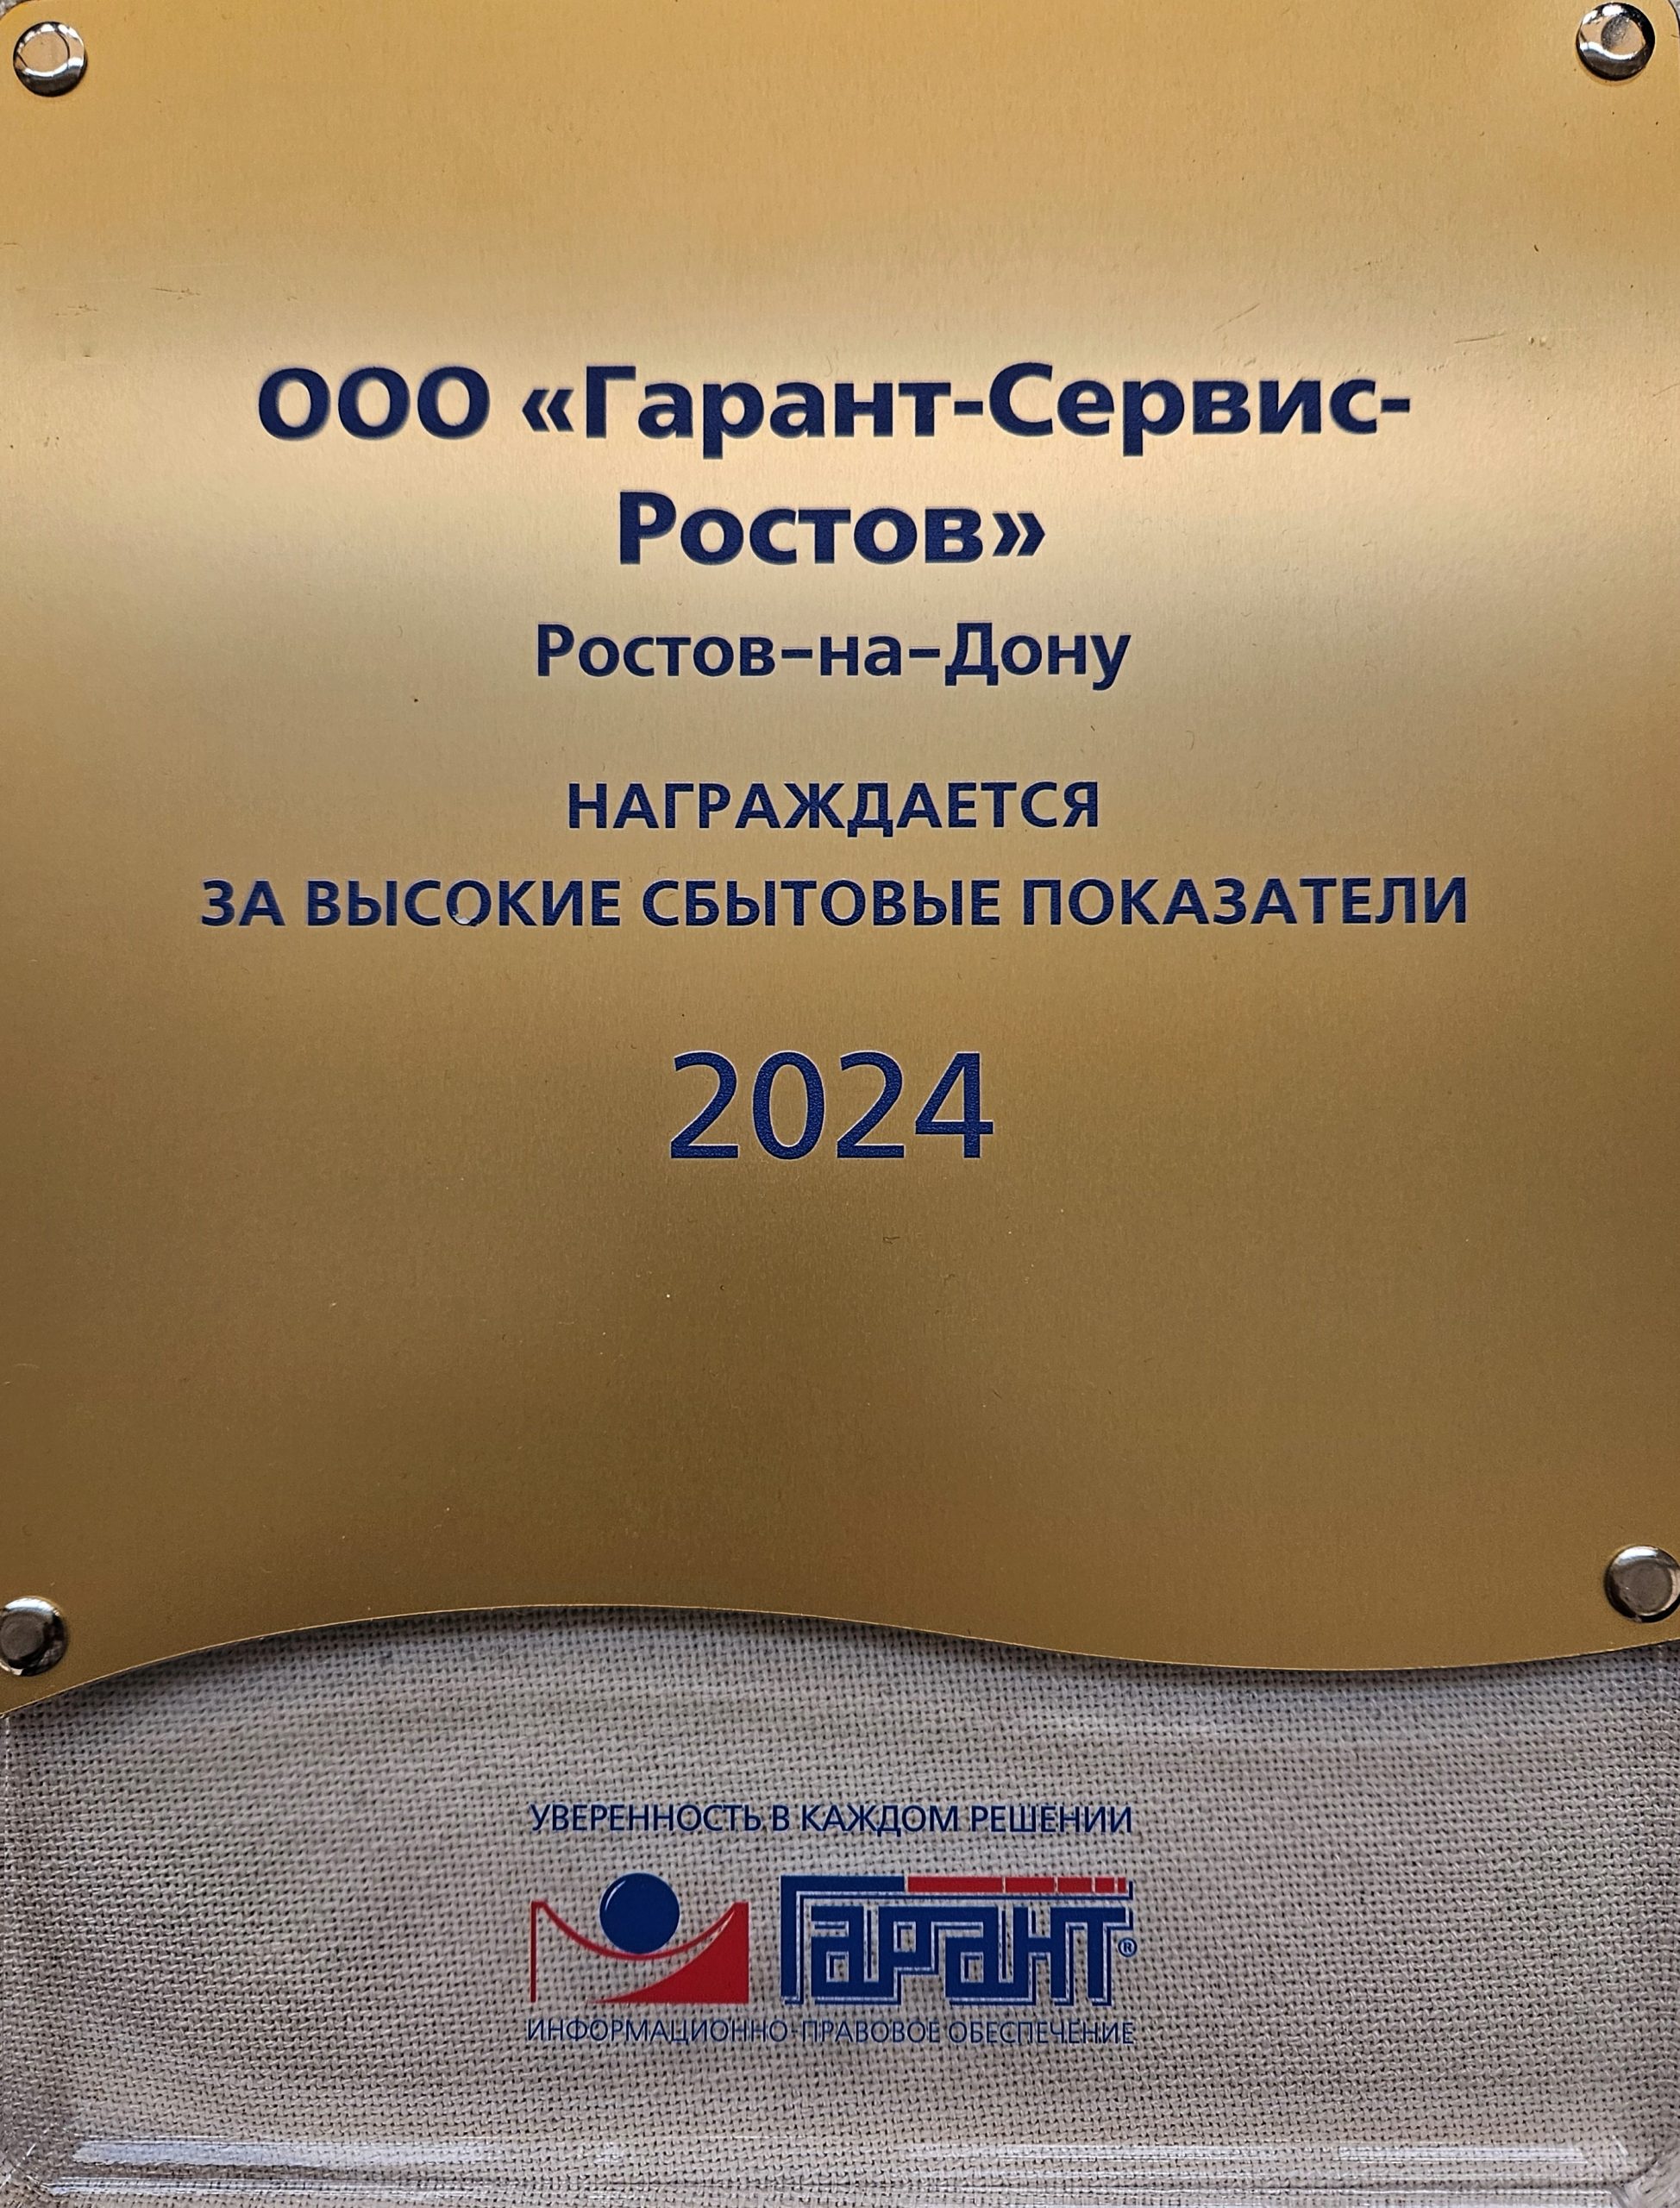 ООО «Гарант-Сервис-
Ростов»
Ростов-на-Дону
НАГРАЖДАЕТСЯ
ЗА ВЫСОКИЕ СБЫТОВЫЕ ПОКАЗАТЕЛИ
2024
УВЕРЕННОСТЬ В КАЖДОМ РЕШЕНИИ
Гарант®
ИНФОРМАЦИОННО-ПРАВОВОЕ ОБЕСПЕЧЕНИЕ